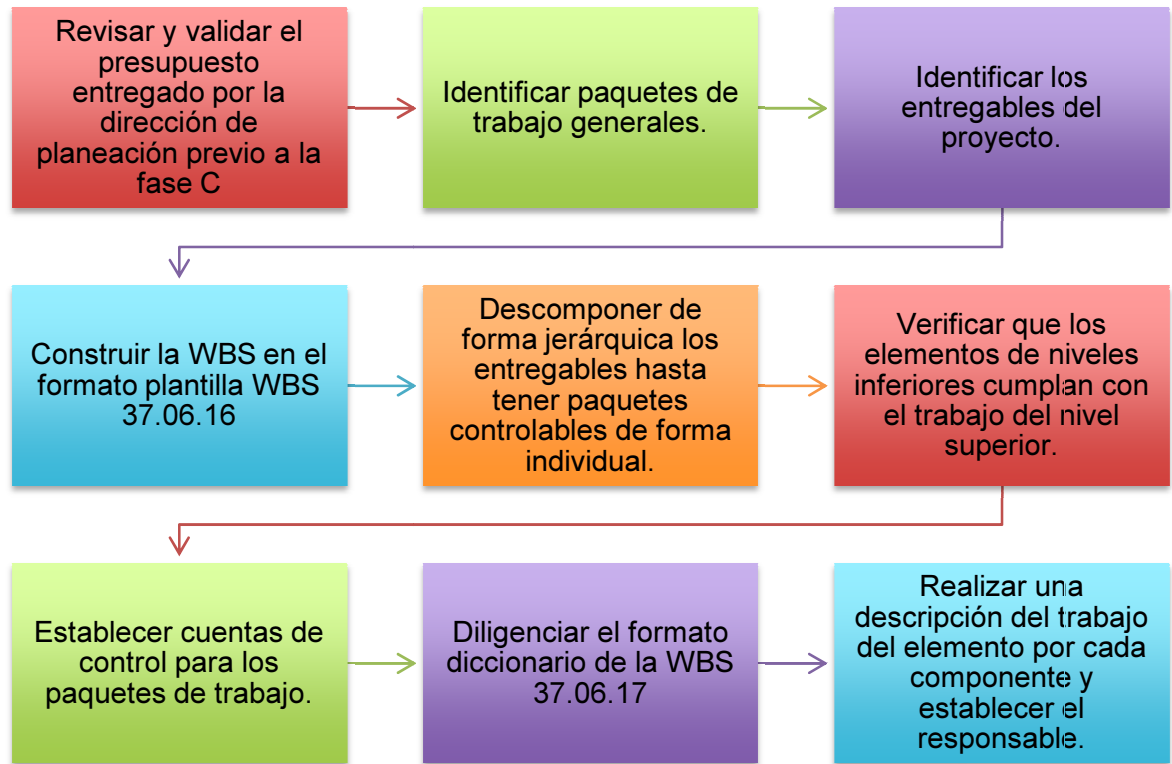 Revisar y validar el
presupuesto
entregado por la
dirección de
planeación previo a la
fase C
Identificar paquetes de
trabajo generales.
Identificar los
entregables del
proyecto.
Construir la WBS en el
formato plantilla WBS
37.06.16
Descomponer de
forma jerárquica los
entregables hasta
tener paquetes
controlables de forma
individual.
Verificar que los
elementos de niveles
inferiores cumplan con
el trabajo del nivel
superior.
Establecer cuentas de
control para los
paquetes de trabajo.
Diligenciar el formato
diccionario de la WBS
37.06.17
Realizar una
descripción del trabajo
del elemento por cada
componente y
establecer el
responsable.